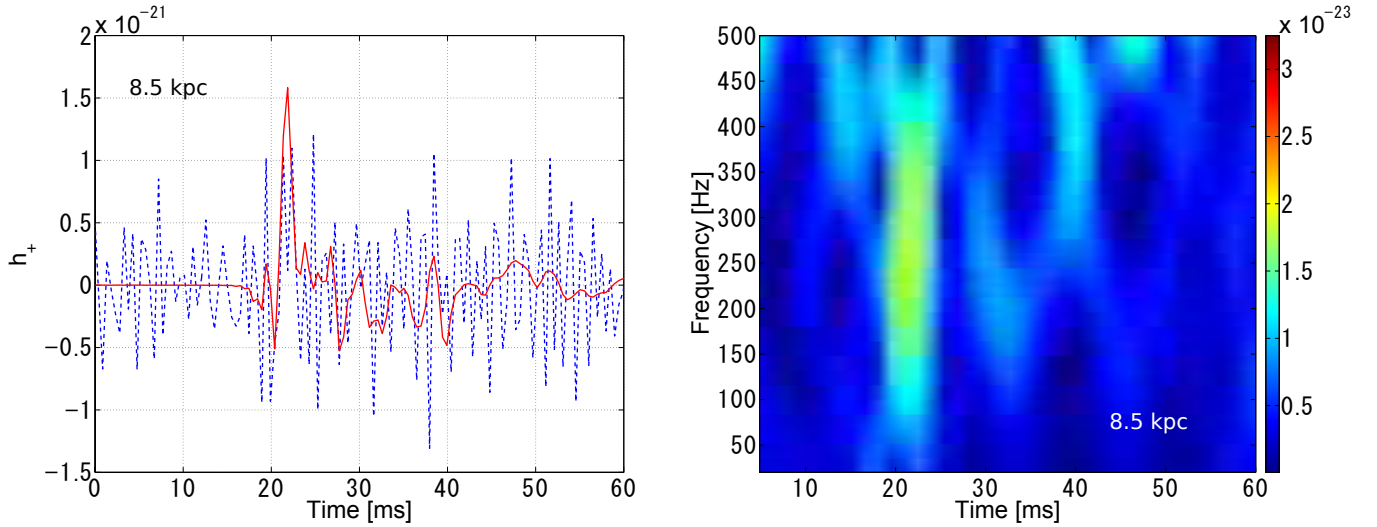 x 10⁻²¹
2
1.5
1
0.5
0
−0.5
−1
−1.5
h₊
8.5 kpc
0 10 20 30 40 50 60
Time [ms]
500
450
400
350
300
250
200
150
100
50
Frequency [Hz]
8.5 kpc
10 20 30 40 50 60
Time [ms]
x 10⁻²³
3
2.5
2
1.5
1
0.5